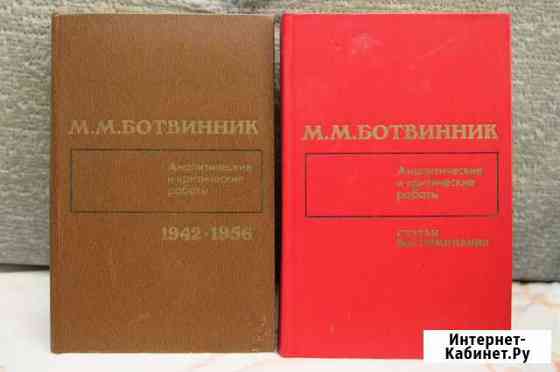 М.М.БОТВИННИК
Аналитические
и критические
работы
1942-1956
М.М.БОТВИННИК
Аналитические
и критические
работы
СТАТЬИ
ВОСПОМИНАНИЯ
Интернет-
Кабинет.Ру